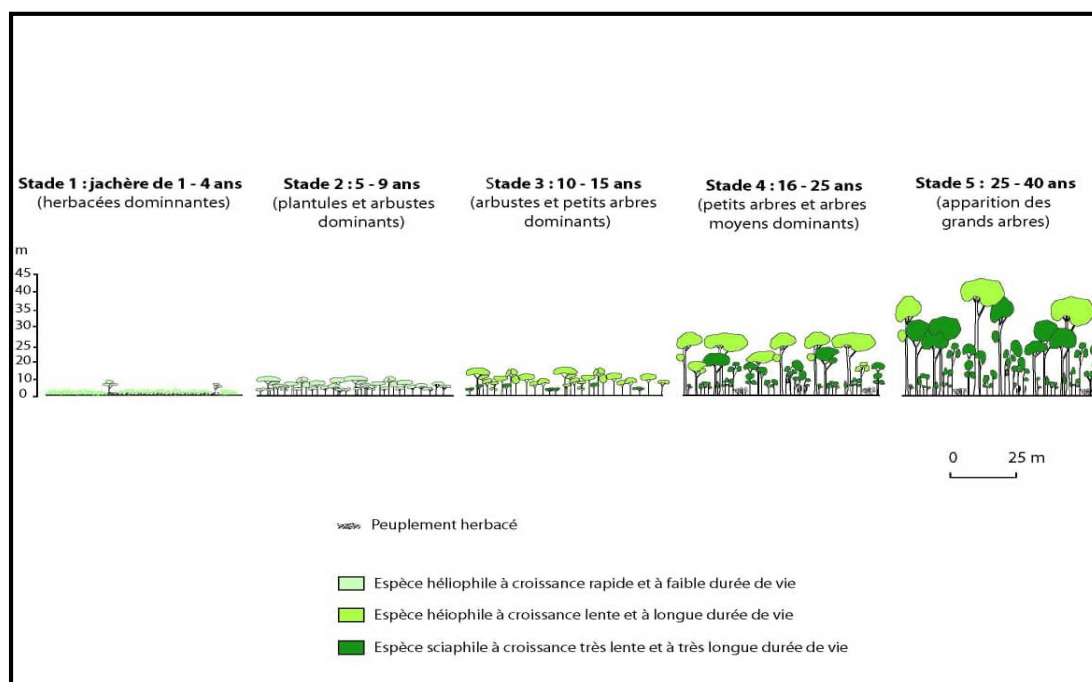 Stade 1 : jachère de 1 - 4 ans
(herbacées dominnantes)
Stade 2 : 5 - 9 ans
(plantules et arbustes
dominants)
Stade 3 : 10 - 15 ans
(arbustes et petits arbres
dominants)
Stade 4 : 16 - 25 ans
(petits arbres et arbres
moyens dominants)
Stade 5 : 25 - 40 ans
(apparition des
grands arbres)
m
45
40
35
30
25
20
10
0
0 25 m
Peuplement herbacé
Espèce héliophile à croissance rapide et à faible durée de vie
Espèce héiophile à croissance lente et à longue durée de vie
Espèce sciaphile à croissance très lente et à très longue durée de vie